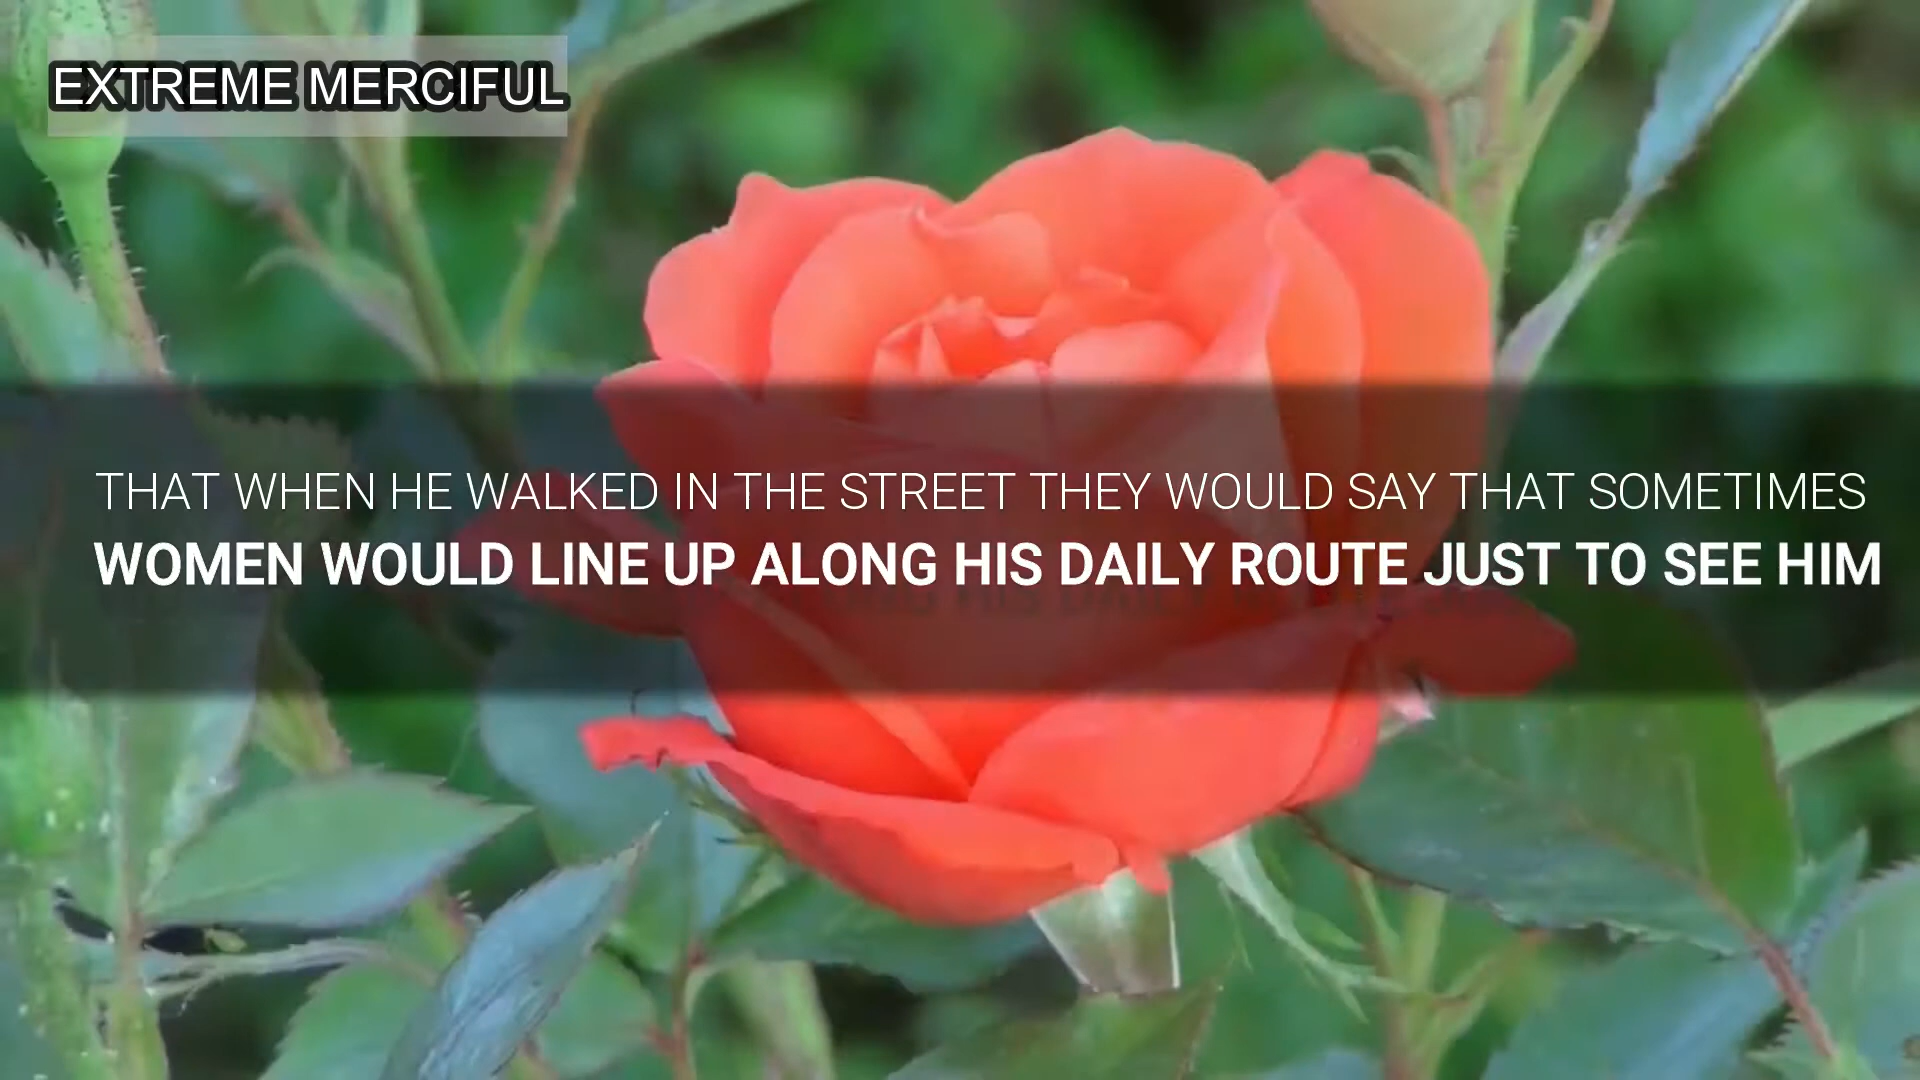 EXTREME MERCIFUL
THAT WHEN HE WALKED IN THE STREET THEY WOULD SAY THAT SOMETIMES
WOMEN WOULD LINE UP ALONG HIS DAILY ROUTE JUST TO SEE HIM